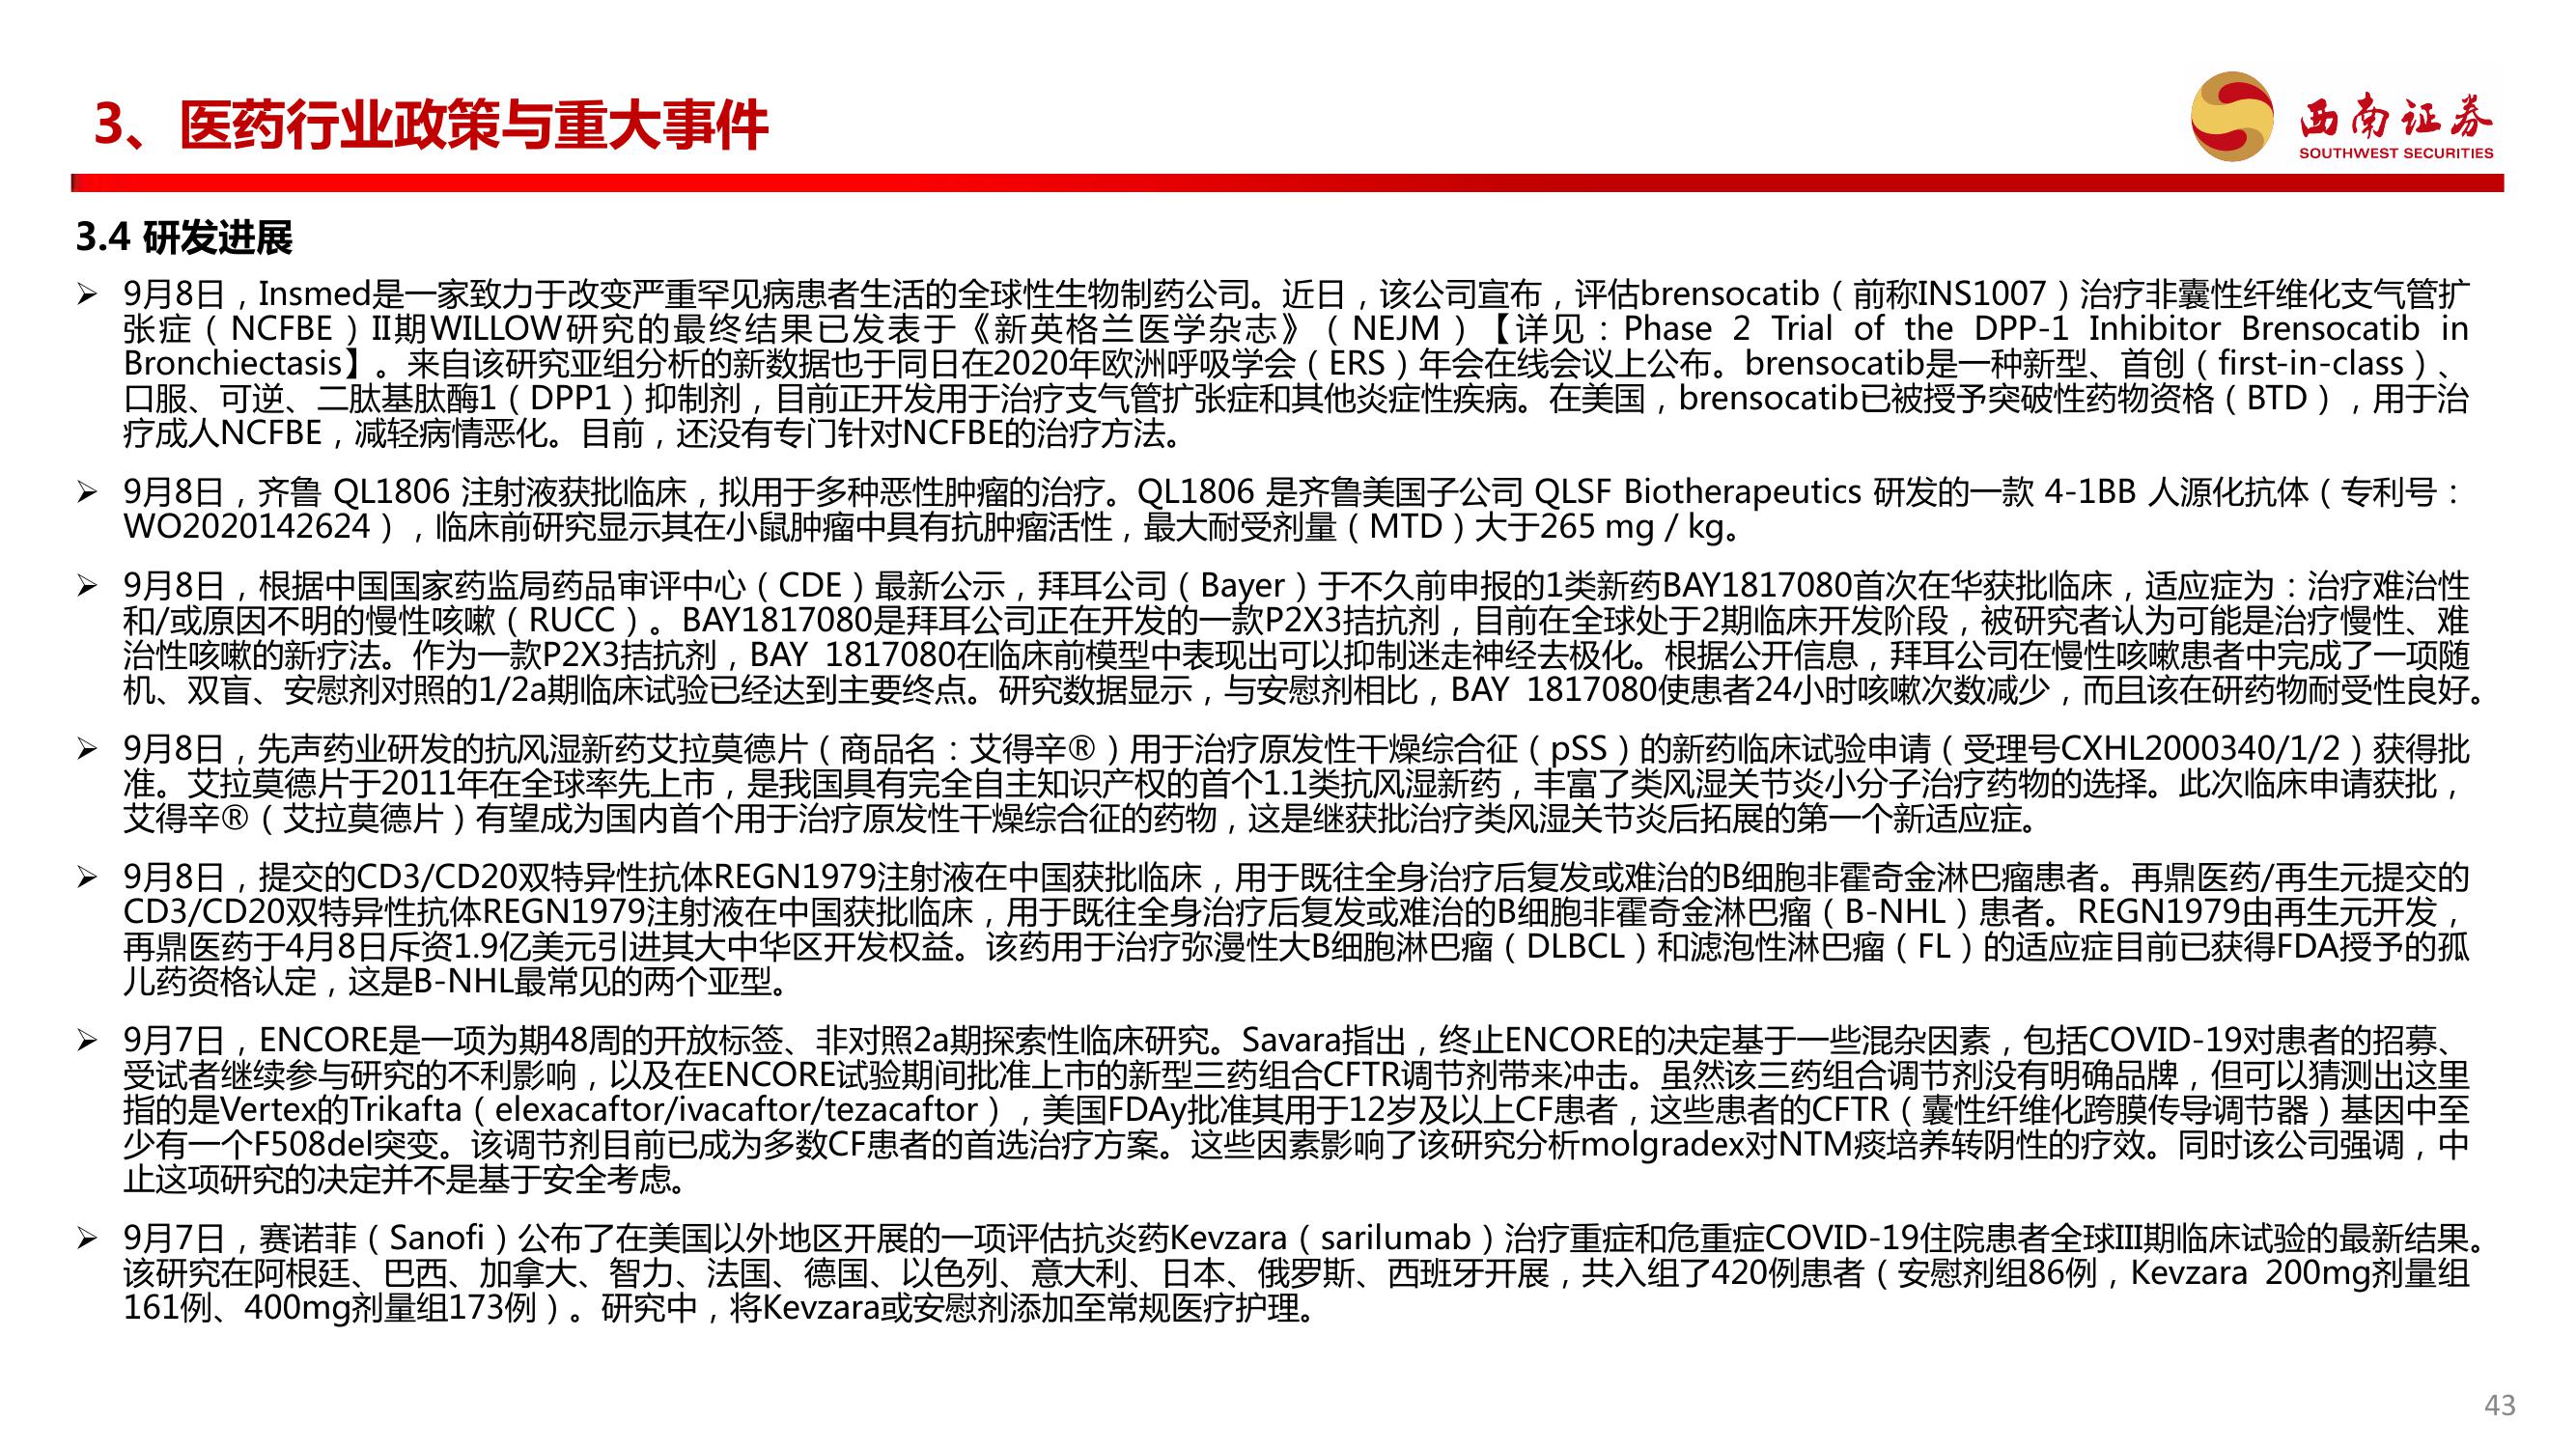 3、医药行业政策与重大事件
西南证券
SOUTHWEST SECURITIES
3.4 研发进展
➢ 9月8日，Insmed是一家致力于改变严重罕见病患者生活的全球性生物制药公司。近日，该公司宣布，评估brensocatib（前称INS1007）治疗非囊性纤维化支气管扩
张症（NCFBE）II期WILLOW研究的最终结果已发表于《新英格兰医学杂志》（NEJM）【详见：Phase 2 Trial of the DPP-1 Inhibitor Brensocatib in
Bronchiectasis】。来自该研究亚组分析的新数据也于同日在2020年欧洲呼吸学会（ERS）年会在线会议上公布。brensocatib是一种新型、首创（first-in-class）、
口服、可逆、二肽基肽酶1（DPP1）抑制剂，目前正开发用于治疗支气管扩张症和其他炎症性疾病。在美国，brensocatib已被授予突破性药物资格（BTD），用于治
疗成人NCFBE，减轻病情恶化。目前，还没有专门针对NCFBE的治疗方法。
➢ 9月8日，齐鲁 QL1806 注射液获批临床，拟用于多种恶性肿瘤的治疗。QL1806 是齐鲁美国子公司 QLSF Biotherapeutics 研发的一款 4-1BB 人源化抗体（专利号：
WO2020142624），临床前研究显示其在小鼠肿瘤中具有抗肿瘤活性，最大耐受剂量（MTD）大于265 mg / kg。
➢ 9月8日，根据中国国家药监局药品审评中心（CDE）最新公示，拜耳公司（Bayer）于不久前申报的1类新药BAY1817080首次在华获批临床，适应症为：治疗难治性
和/或原因不明的慢性咳嗽（RUCC）。BAY1817080是拜耳公司正在开发的一款P2X3拮抗剂，目前在全球处于2期临床开发阶段，被研究者认为可能是治疗慢性、难
治性咳嗽的新疗法。作为一款P2X3拮抗剂，BAY 1817080在临床前模型中表现出可以抑制迷走神经去极化。根据公开信息，拜耳公司在慢性咳嗽患者中完成了一项随
机、双盲、安慰剂对照的1/2a期临床试验已经达到主要终点。研究数据显示，与安慰剂相比，BAY 1817080使患者24小时咳嗽次数减少，而且该在研药物耐受性良好。
➢ 9月8日，先声药业研发的抗风湿新药艾拉莫德片（商品名：艾得辛®）用于治疗原发性干燥综合征（pSS）的新药临床试验申请（受理号CXHL2000340/1/2）获得批
准。艾拉莫德片于2011年在全球率先上市，是我国具有完全自主知识产权的首个1.1类抗风湿新药，丰富了类风湿关节炎小分子治疗药物的选择。此次临床申请获批，
艾得辛®（艾拉莫德片）有望成为国内首个用于治疗原发性干燥综合征的药物，这是继获批治疗类风湿关节炎后拓展的第一个新适应症。
➢ 9月8日，提交的CD3/CD20双特异性抗体REGN1979注射液在中国获批临床，用于既往全身治疗后复发或难治的B细胞非霍奇金淋巴瘤患者。再鼎医药/再生元提交的
CD3/CD20双特异性抗体REGN1979注射液在中国获批临床，用于既往全身治疗后复发或难治的B细胞非霍奇金淋巴瘤（B-NHL）患者。REGN1979由再生元开发，
再鼎医药于4月8日斥资1.9亿美元引进其大中华区开发权益。该药用于治疗弥漫性大B细胞淋巴瘤（DLBCL）和滤泡性淋巴瘤（FL）的适应症目前已获得FDA授予的孤
儿药资格认定，这是B-NHL最常见的两个亚型。
➢ 9月7日，ENCORE是一项为期48周的开放标签、非对照2a期探索性临床研究。Savara指出，终止ENCORE的决定基于一些混杂因素，包括COVID-19对患者的招募、
受试者继续参与研究的不利影响，以及在ENCORE试验期间批准上市的新型三药组合CFTR调节剂带来冲击。虽然该三药组合调节剂没有明确品牌，但可以猜测出这里
指的是Vertex的Trikafta（elexacaftor/ivacaftor/tezacaftor），美国FDAy批准其用于12岁及以上CF患者，这些患者的CFTR（囊性纤维化跨膜传导调节器）基因中至
少有一个F508del突变。该调节剂目前已成为多数CF患者的首选治疗方案。这些因素影响了该研究分析molgradex对NTM痰培养转阴性的疗效。同时该公司强调，中
止这项研究的决定并不是基于安全考虑。
➢ 9月7日，赛诺菲（Sanofi）公布了在美国以外地区开展的一项评估抗炎药Kevzara（sarilumab）治疗重症和危重症COVID-19住院患者全球III期临床试验的最新结果。
该研究在阿根廷、巴西、加拿大、智力、法国、德国、以色列、意大利、日本、俄罗斯、西班牙开展，共入组了420例患者（安慰剂组86例，Kevzara 200mg剂量组
161例、400mg剂量组173例）。研究中，将Kevzara或安慰剂添加至常规医疗护理。
43